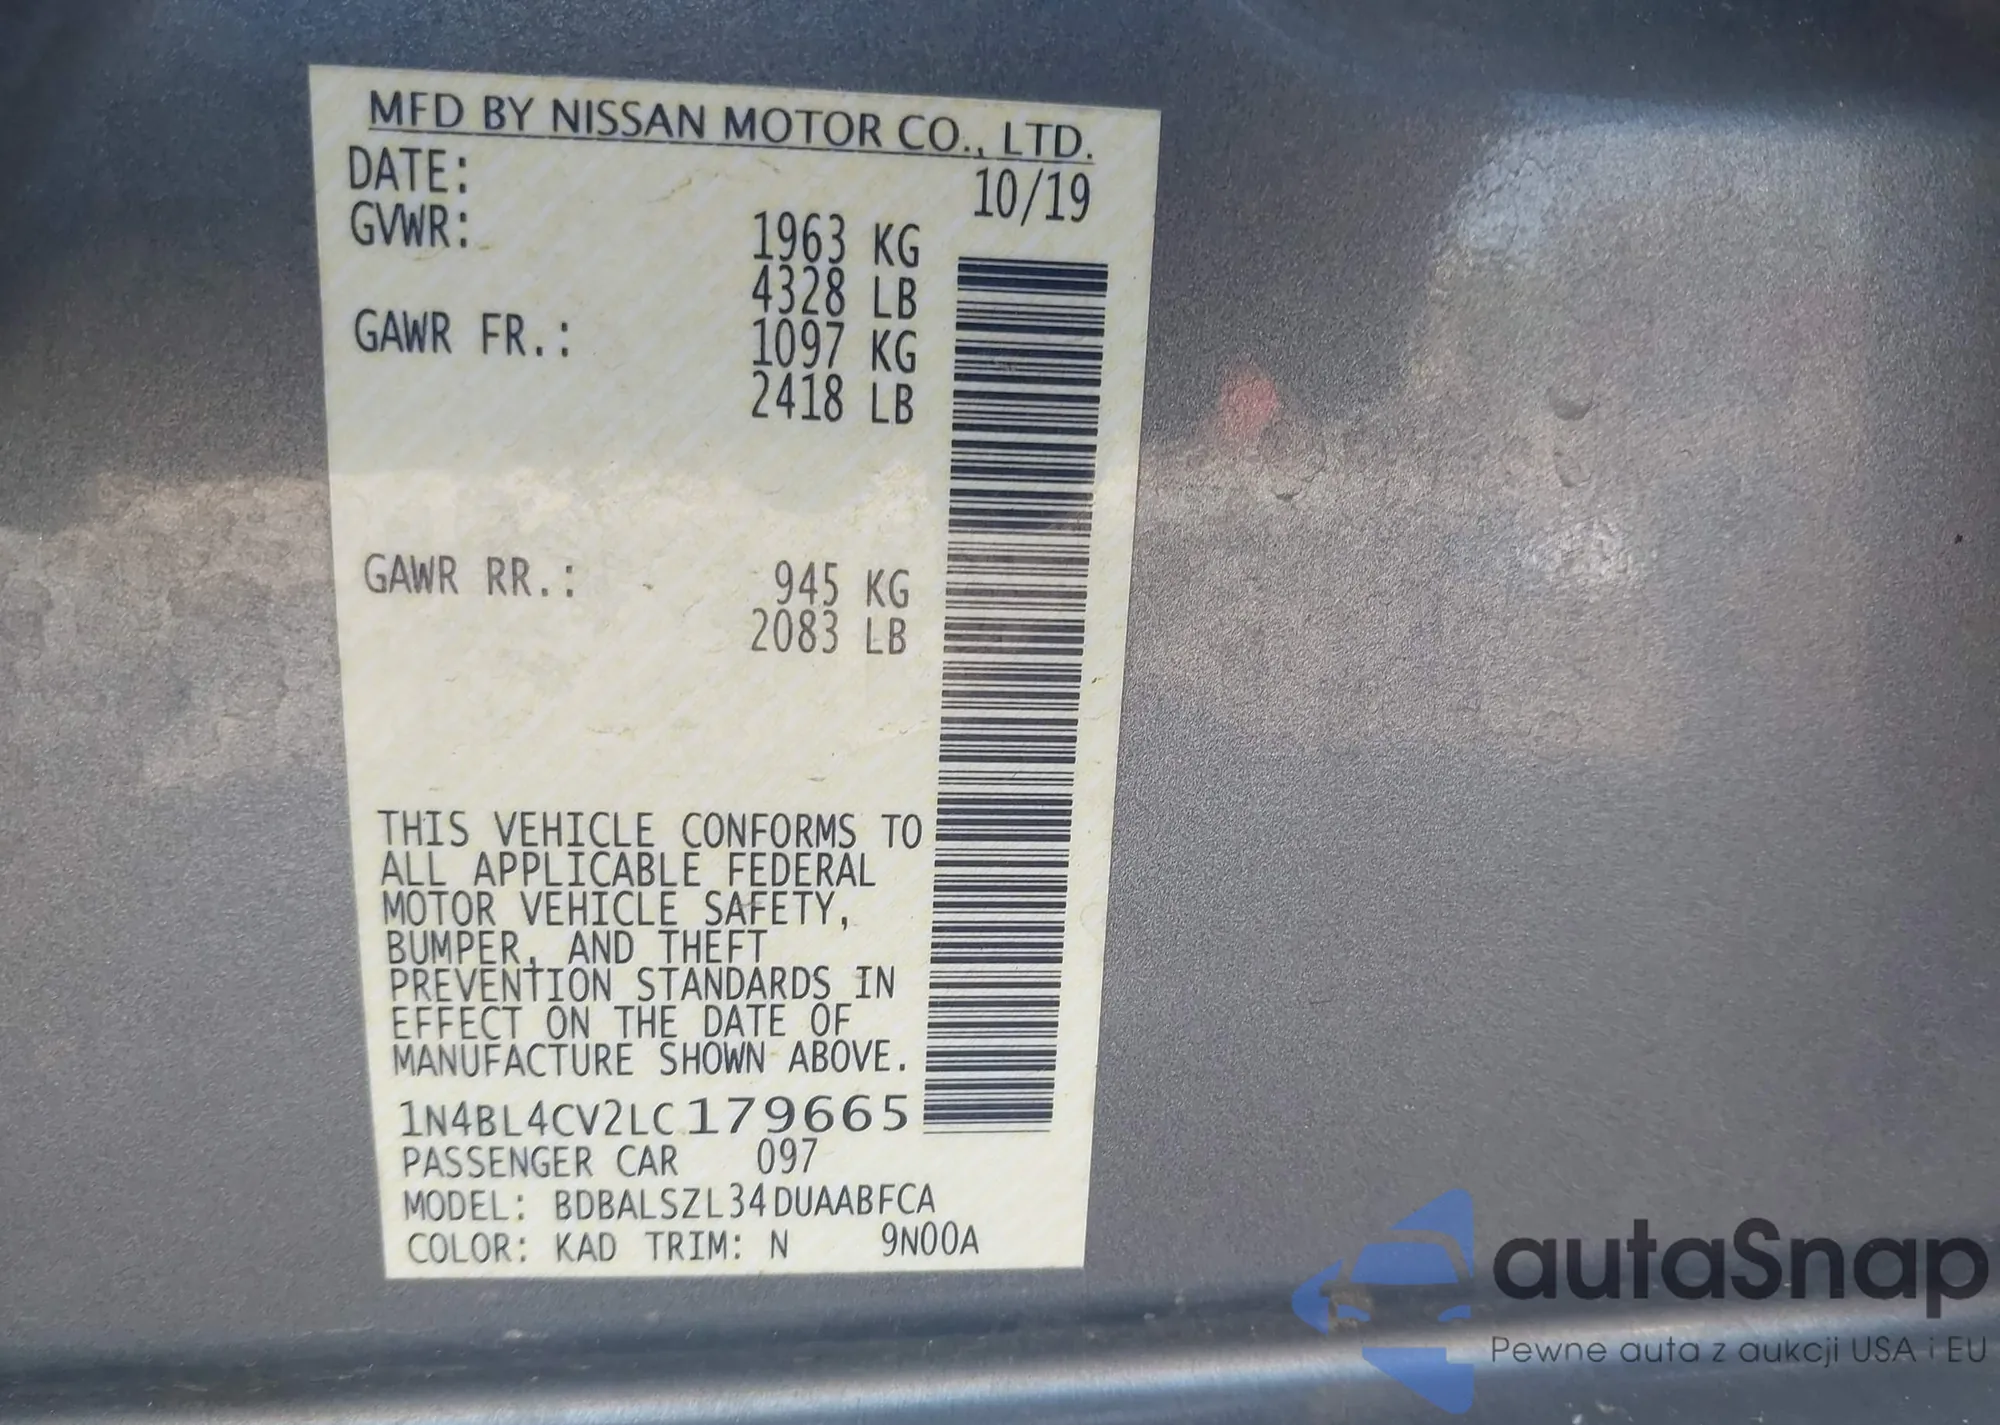 MFD BY NISSAN MOTOR CO., LTD.
DATE: 10/19
GVWR: 1963 KG
4328 LB
GAWR FR.: 1097 KG
2418 LB
GAWR RR.: 945 KG
2083 LB
THIS VEHICLE CONFORMS TO
ALL APPLICABLE FEDERAL
MOTOR VEHICLE SAFETY,
BUMPER, AND THEFT
PREVENTION STANDARDS IN
EFFECT ON THE DATE OF
MANUFACTURE SHOWN ABOVE.
1N4BL4CV2LC179665
PASSENGER CAR 097
MODEL: BDBALSZL34DUAABFCA
COLOR: KAD TRIM: N 9N00A
autaSnap
Pewne auta z aukcji USA i EU